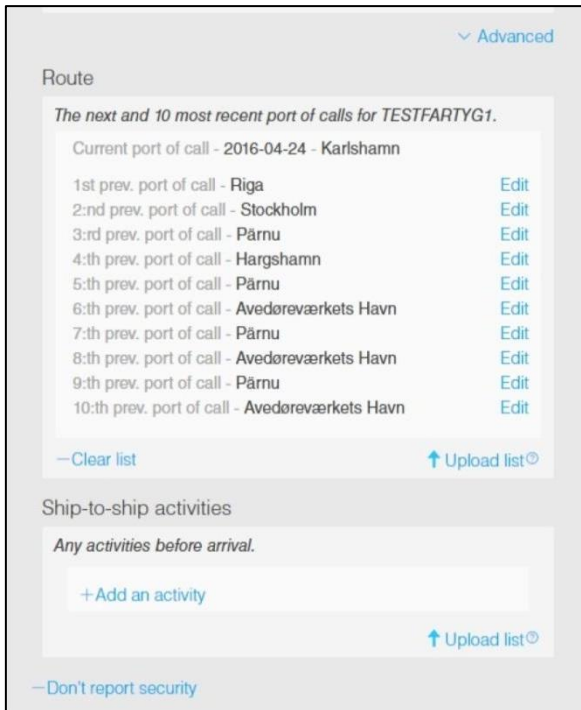 Advanced
Route
The next and 10 most recent port of calls for TESTFARTYG1.
Current port of call - 2016-04-24 - Karlshamn
1st prev. port of call - Riga Edit
2:nd prev. port of call - Stockholm Edit
3:rd prev. port of call - Pärnu Edit
4:th prev. port of call - Hargshamn Edit
5:th prev. port of call - Pärnu Edit
6:th prev. port of call - Avedøreværkets Havn Edit
7:th prev. port of call - Pärnu Edit
8:th prev. port of call - Avedøreværkets Havn Edit
9:th prev. port of call - Pärnu Edit
10:th prev. port of call - Avedøreværkets Havn Edit
—Clear list Upload list
Ship-to-ship activities
Any activities before arrival.
+Add an activity
Upload list
—Don't report security